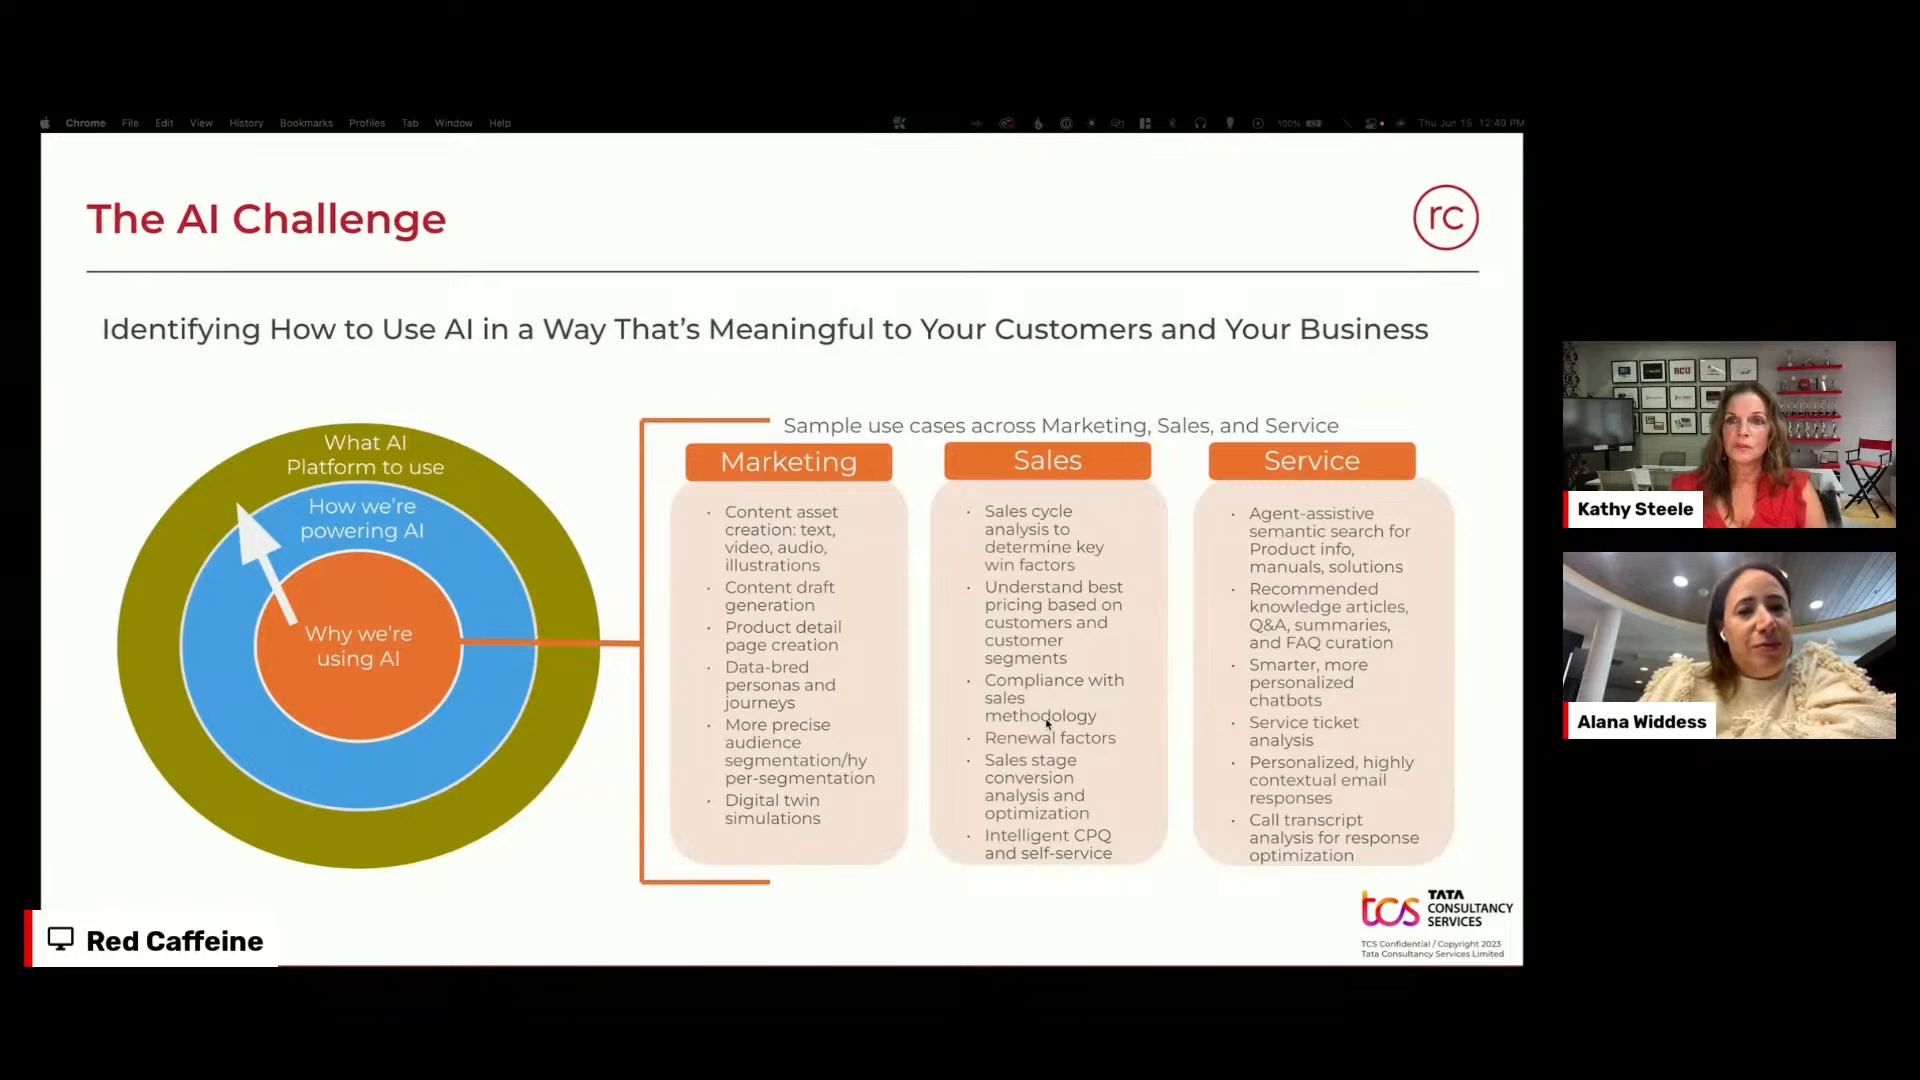 Chrome File Edit View History Bookmarks Profiles Tab Window Help
100%
Thu Jun 15 12:40 PM
The AI Challenge
rc
Identifying How to Use AI in a Way That's Meaningful to Your Customers and Your Business
What AI
Platform to use
How we're
powering AI
Why we're
using AI
Sample use cases across Marketing, Sales, and Service
Marketing
• Content asset
creation: text,
video, audio,
illustrations
• Content draft
generation
• Product detail
page creation
• Data-bred
personas and
journeys
• More precise
audience
segmentation/hy
per-segmentation
• Digital twin
simulations
Sales
• Sales cycle
analysis to
determine key
win factors
• Understand best
pricing based on
customers and
customer
segments
• Compliance with
sales
methodology
• Renewal factors
• Sales stage
conversion
analysis and
optimization
• Intelligent CPQ
and self-service
Service
• Agent-assistive
semantic search for
Product info,
manuals, solutions
• Recommended
knowledge articles,
Q&A, summaries,
and FAQ curation
• Smarter, more
personalized
chatbots
• Service ticket
analysis
• Personalized, highly
contextual email
responses
• Call transcript
analysis for response
optimization
tcs
TATA
CONSULTANCY
SERVICES
TCS Confidential / Copyright 2023
Tata Consultancy Services Limited
Red Caffeine
BCU
Kathy Steele
Alana Widdess